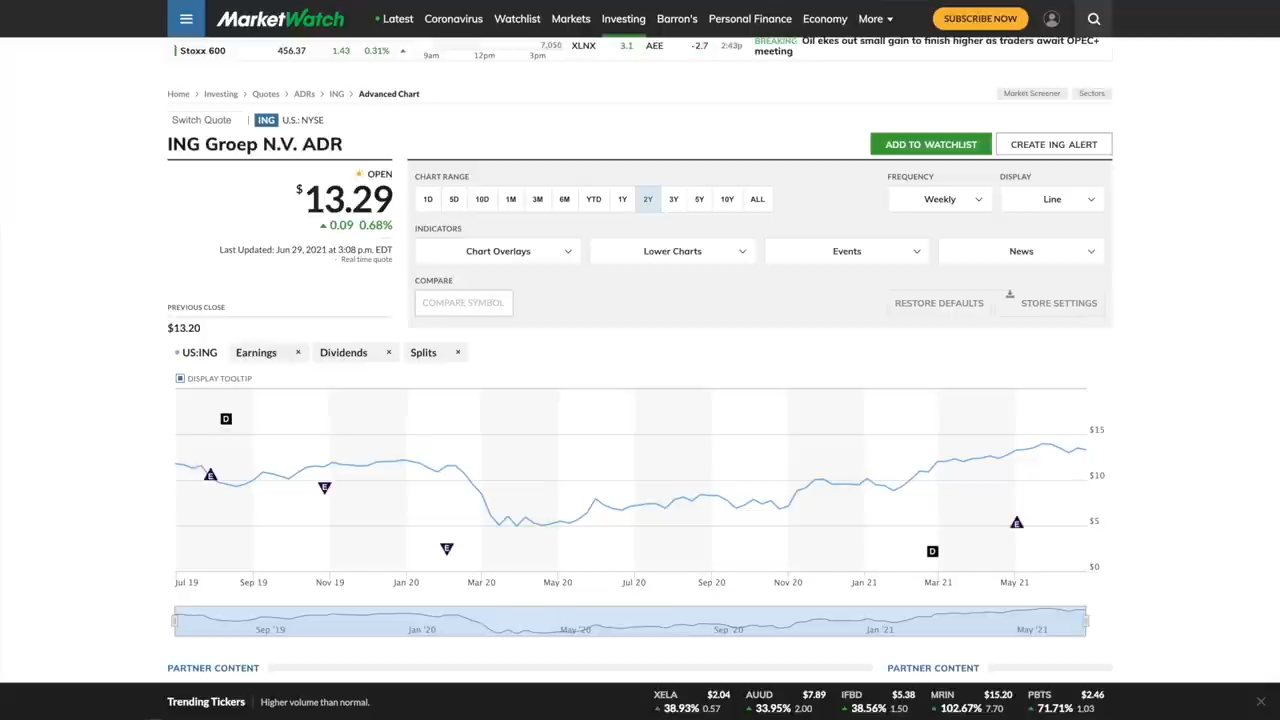 MarketWatch
Latest Coronavirus Watchlist Markets Investing Barron's Personal Finance Economy More
SUBSCRIBE NOW
Stoxx 600 456.37 1.43 0.31%
7,050
9am 12pm 3pm
XLNX 3.1 AEE -2.7
2:43p BREAKING Oil ekes out small gain to finish higher as traders await OPEC+
meeting
Home > Investing > Quotes > ADRs > ING > Advanced Chart
Market Screener Sectors
Switch Quote | ING U.S.: NYSE
ING Groep N.V. ADR
ADD TO WATCHLIST CREATE ING ALERT
OPEN
$13.29
0.09 0.68%
Last Updated: Jun 29, 2021 at 3:08 p.m. EDT
Real time quote
PREVIOUS CLOSE
$13.20
CHART RANGE
1D 5D 10D 1M 3M 6M YTD 1Y 2Y 3Y 5Y 10Y ALL
FREQUENCY
Weekly
DISPLAY
Line
INDICATORS
Chart Overlays Lower Charts Events News
COMPARE
COMPARE SYMBOL
RESTORE DEFAULTS STORE SETTINGS
US:ING Earnings × Dividends × Splits ×
DISPLAY TOOLTIP
D
E
E
E
D
E
$15
$10
$5
$0
Jul 19 Sep 19 Nov 19 Jan 20 Mar 20 May 20 Jul 20 Sep 20 Nov 20 Jan 21 Mar 21 May 21
Sep '19 Jan '20 May '20 Sep '20 Jan '21 May '21
PARTNER CONTENT PARTNER CONTENT
Trending Tickers | Higher volume than normal.
XELA $2.04
38.93% 0.57
AUUD $7.89
33.95% 2.00
IFBD $5.38
38.56% 1.50
MRIN $15.20
102.67% 7.70
PBTS $2.46
71.71% 1.03